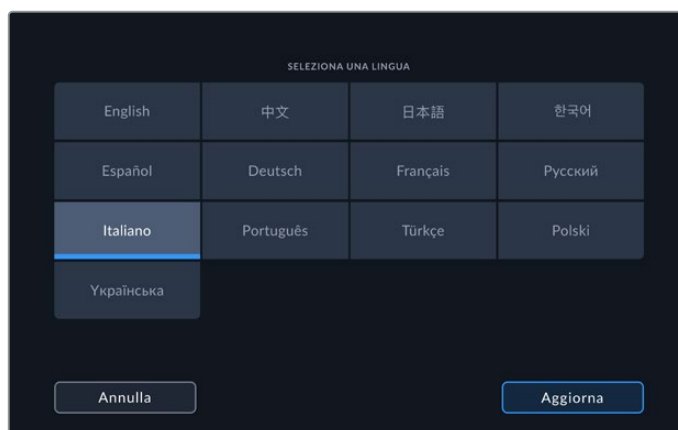 SELEZIONA UNA LINGUA
English 中文 日本語 한국어
Español Deutsch Français Русский
Italiano Português Türkçe Polski
Українська
Annulla Aggiorna